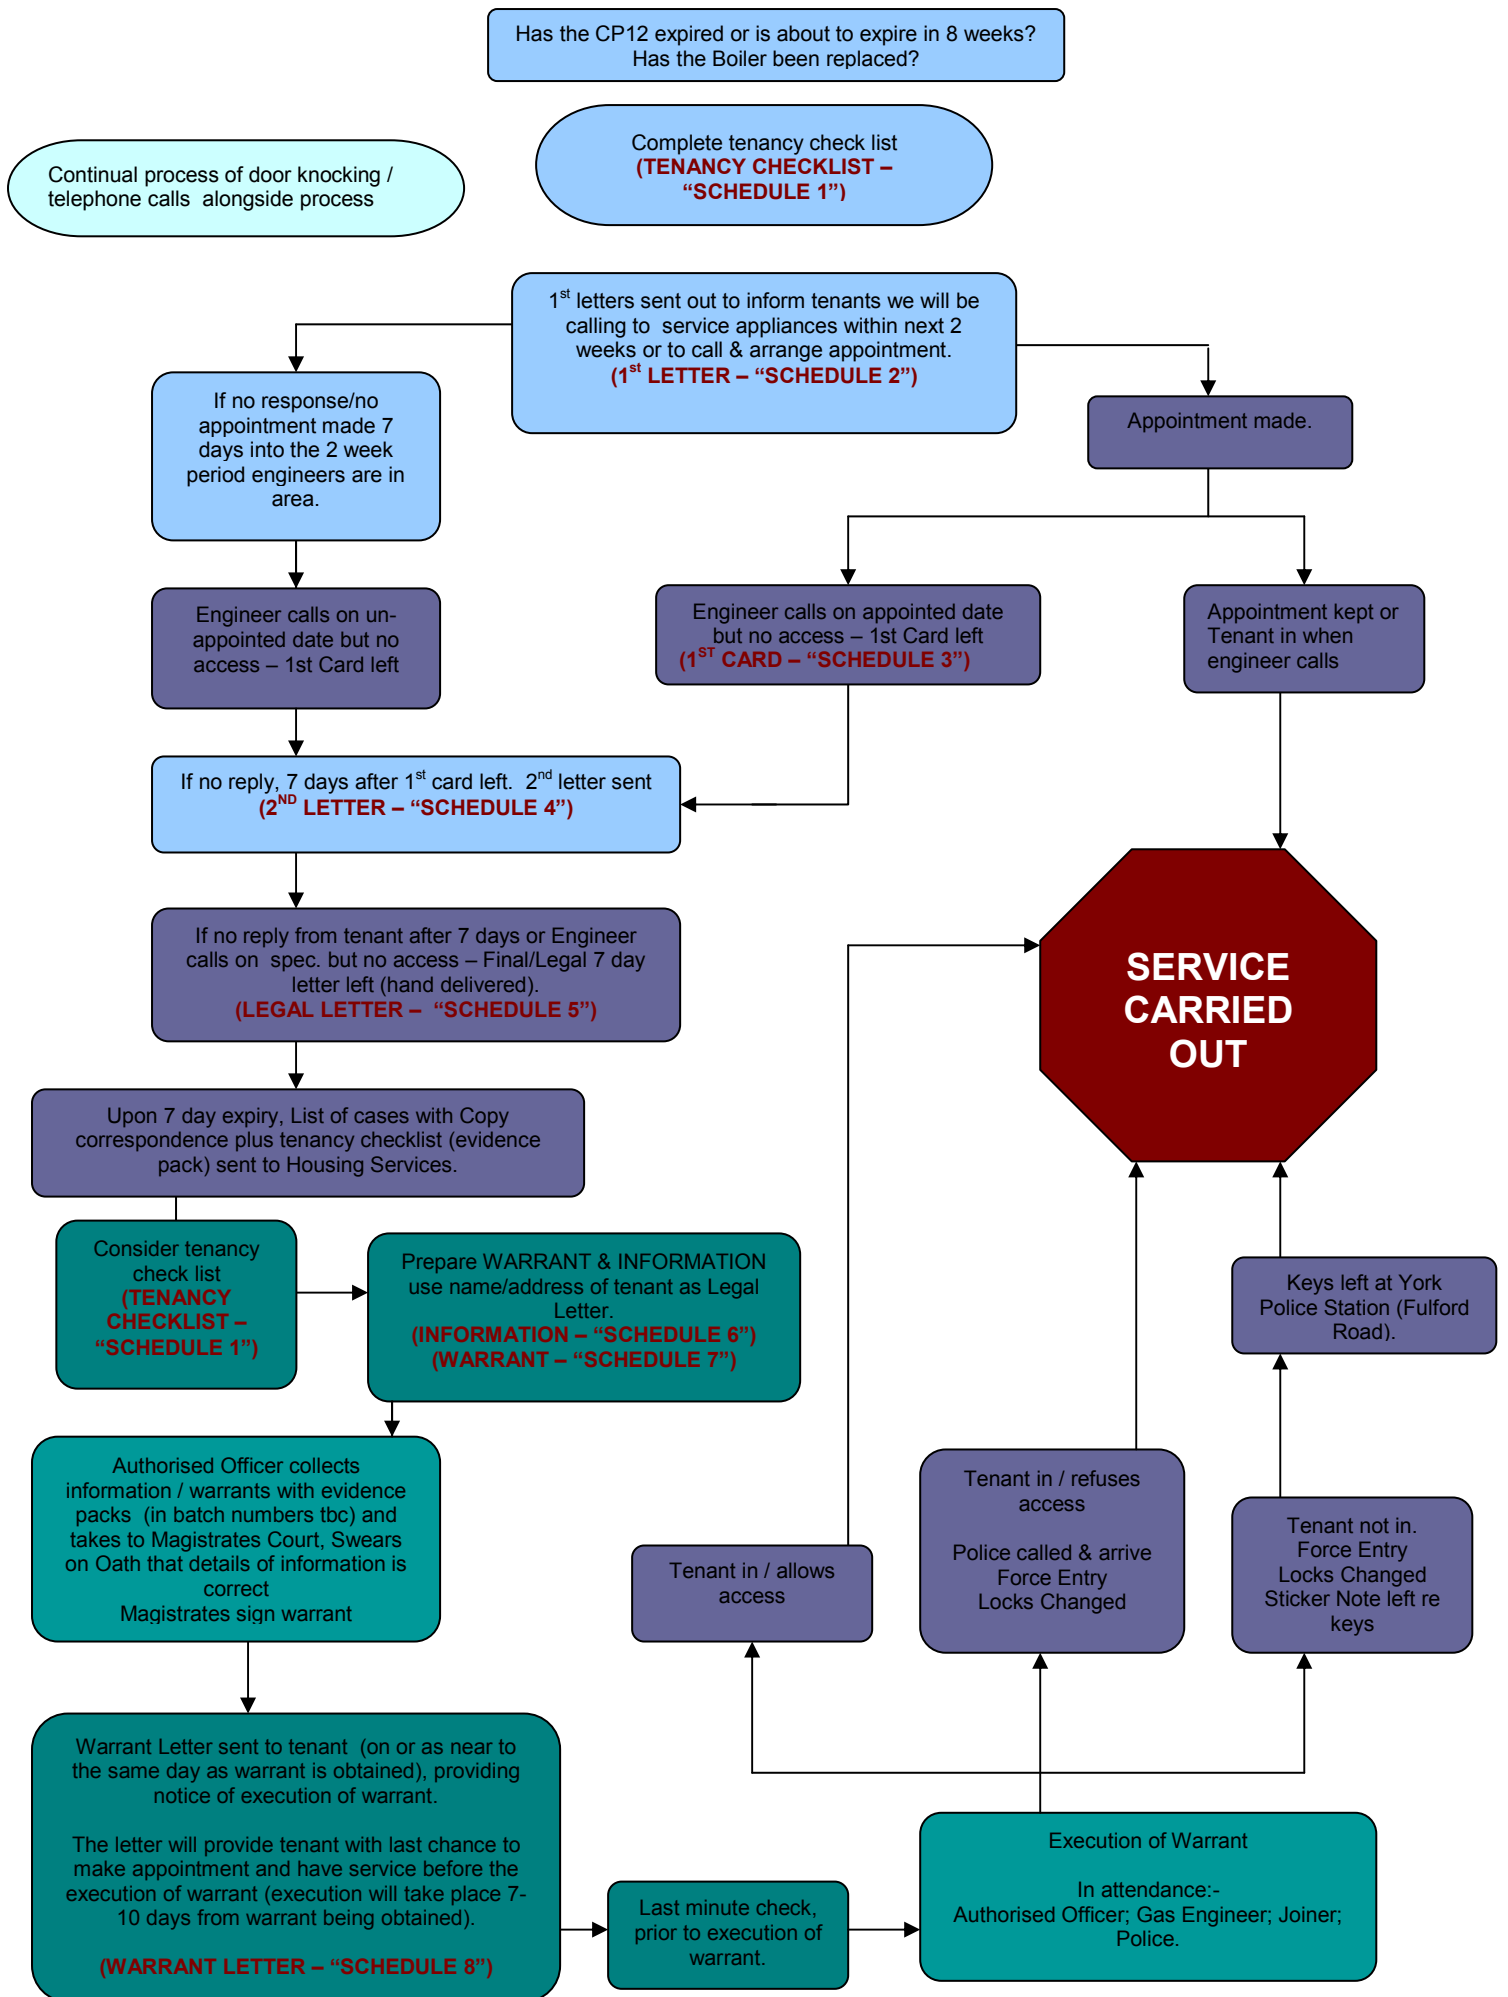 Has the CP12 expired or is about to expire in 8 weeks?
Has the Boiler been replaced?
Complete tenancy check list
(TENANCY CHECKLIST –
“SCHEDULE 1”)
Continual process of door knocking /
telephone calls alongside process
1st letters sent out to inform tenants we will be
calling to service appliances within next 2
weeks or to call & arrange appointment.
(1st LETTER – “SCHEDULE 2”)
If no response/no
appointment made 7
days into the 2 week
period engineers are in
area.
Appointment made.
Engineer calls on un-
appointed date but no
access – 1st Card left
Engineer calls on appointed date
but no access – 1st Card left
(1ST CARD – “SCHEDULE 3”)
Appointment kept or
Tenant in when
engineer calls
If no reply, 7 days after 1st card left. 2nd letter sent
(2ND LETTER – “SCHEDULE 4”)
If no reply from tenant after 7 days or Engineer
calls on spec. but no access – Final/Legal 7 day
letter left (hand delivered).
(LEGAL LETTER – “SCHEDULE 5”)
SERVICE
CARRIED
OUT
Upon 7 day expiry, List of cases with Copy
correspondence plus tenancy checklist (evidence
pack) sent to Housing Services.
Consider tenancy
check list
(TENANCY
CHECKLIST –
“SCHEDULE 1”)
Prepare WARRANT & INFORMATION
use name/address of tenant as Legal
Letter.
(INFORMATION – “SCHEDULE 6”)
(WARRANT – “SCHEDULE 7”)
Keys left at York
Police Station (Fulford
Road).
Authorised Officer collects
information / warrants with evidence
packs (in batch numbers tbc) and
takes to Magistrates Court, Swears
on Oath that details of information is
correct
Magistrates sign warrant
Tenant in / allows
access
Tenant in / refuses
access
Police called & arrive
Force Entry
Locks Changed
Tenant not in.
Force Entry
Locks Changed
Sticker Note left re
keys
Warrant Letter sent to tenant (on or as near to
the same day as warrant is obtained), providing
notice of execution of warrant.
The letter will provide tenant with last chance to
make appointment and have service before the
execution of warrant (execution will take place 7-
10 days from warrant being obtained).
(WARRANT LETTER – “SCHEDULE 8”)
Last minute check,
prior to execution of
warrant.
Execution of Warrant
In attendance:-
Authorised Officer; Gas Engineer; Joiner;
Police.